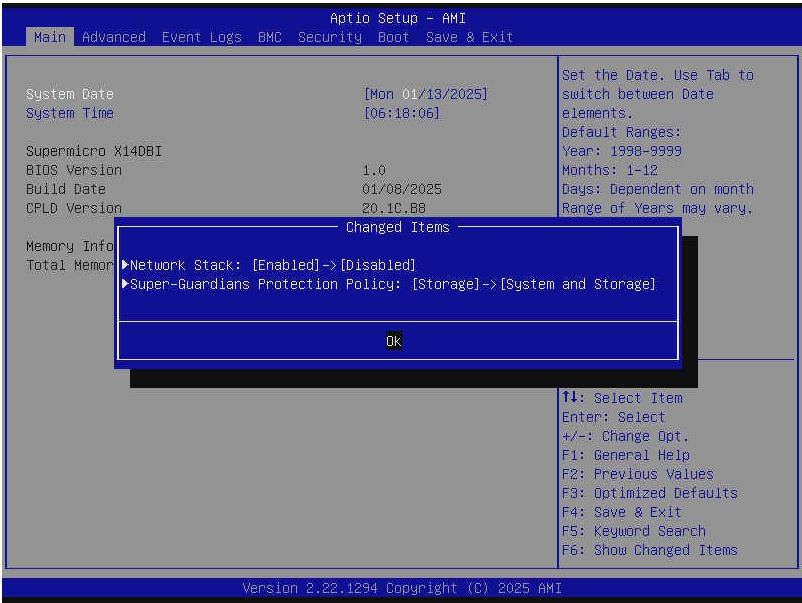 Aptio Setup – AMI
Main Advanced Event Logs BMC Security Boot Save & Exit
System Date [Mon 01/13/2025]
System Time [06:18:06]
Supermicro X14DBI
BIOS Version 1.0
Build Date 01/08/2025
CPLD Version 20.1C.B8
Memory Info
Total Memor
Set the Date. Use Tab to
switch between Date
elements.
Default Ranges:
Year: 1998-9999
Months: 1-12
Days: Dependent on month
Range of Years may vary.
Changed Items
▶Network Stack: [Enabled]->[Disabled]
▶Super-Guardians Protection Policy: [Storage]->[System and Storage]
Ok
↑↓: Select Item
Enter: Select
+/-: Change Opt.
F1: General Help
F2: Previous Values
F3: Optimized Defaults
F4: Save & Exit
F5: Keyword Search
F6: Show Changed Items
Version 2.22.1294 Copyright (C) 2025 AMI